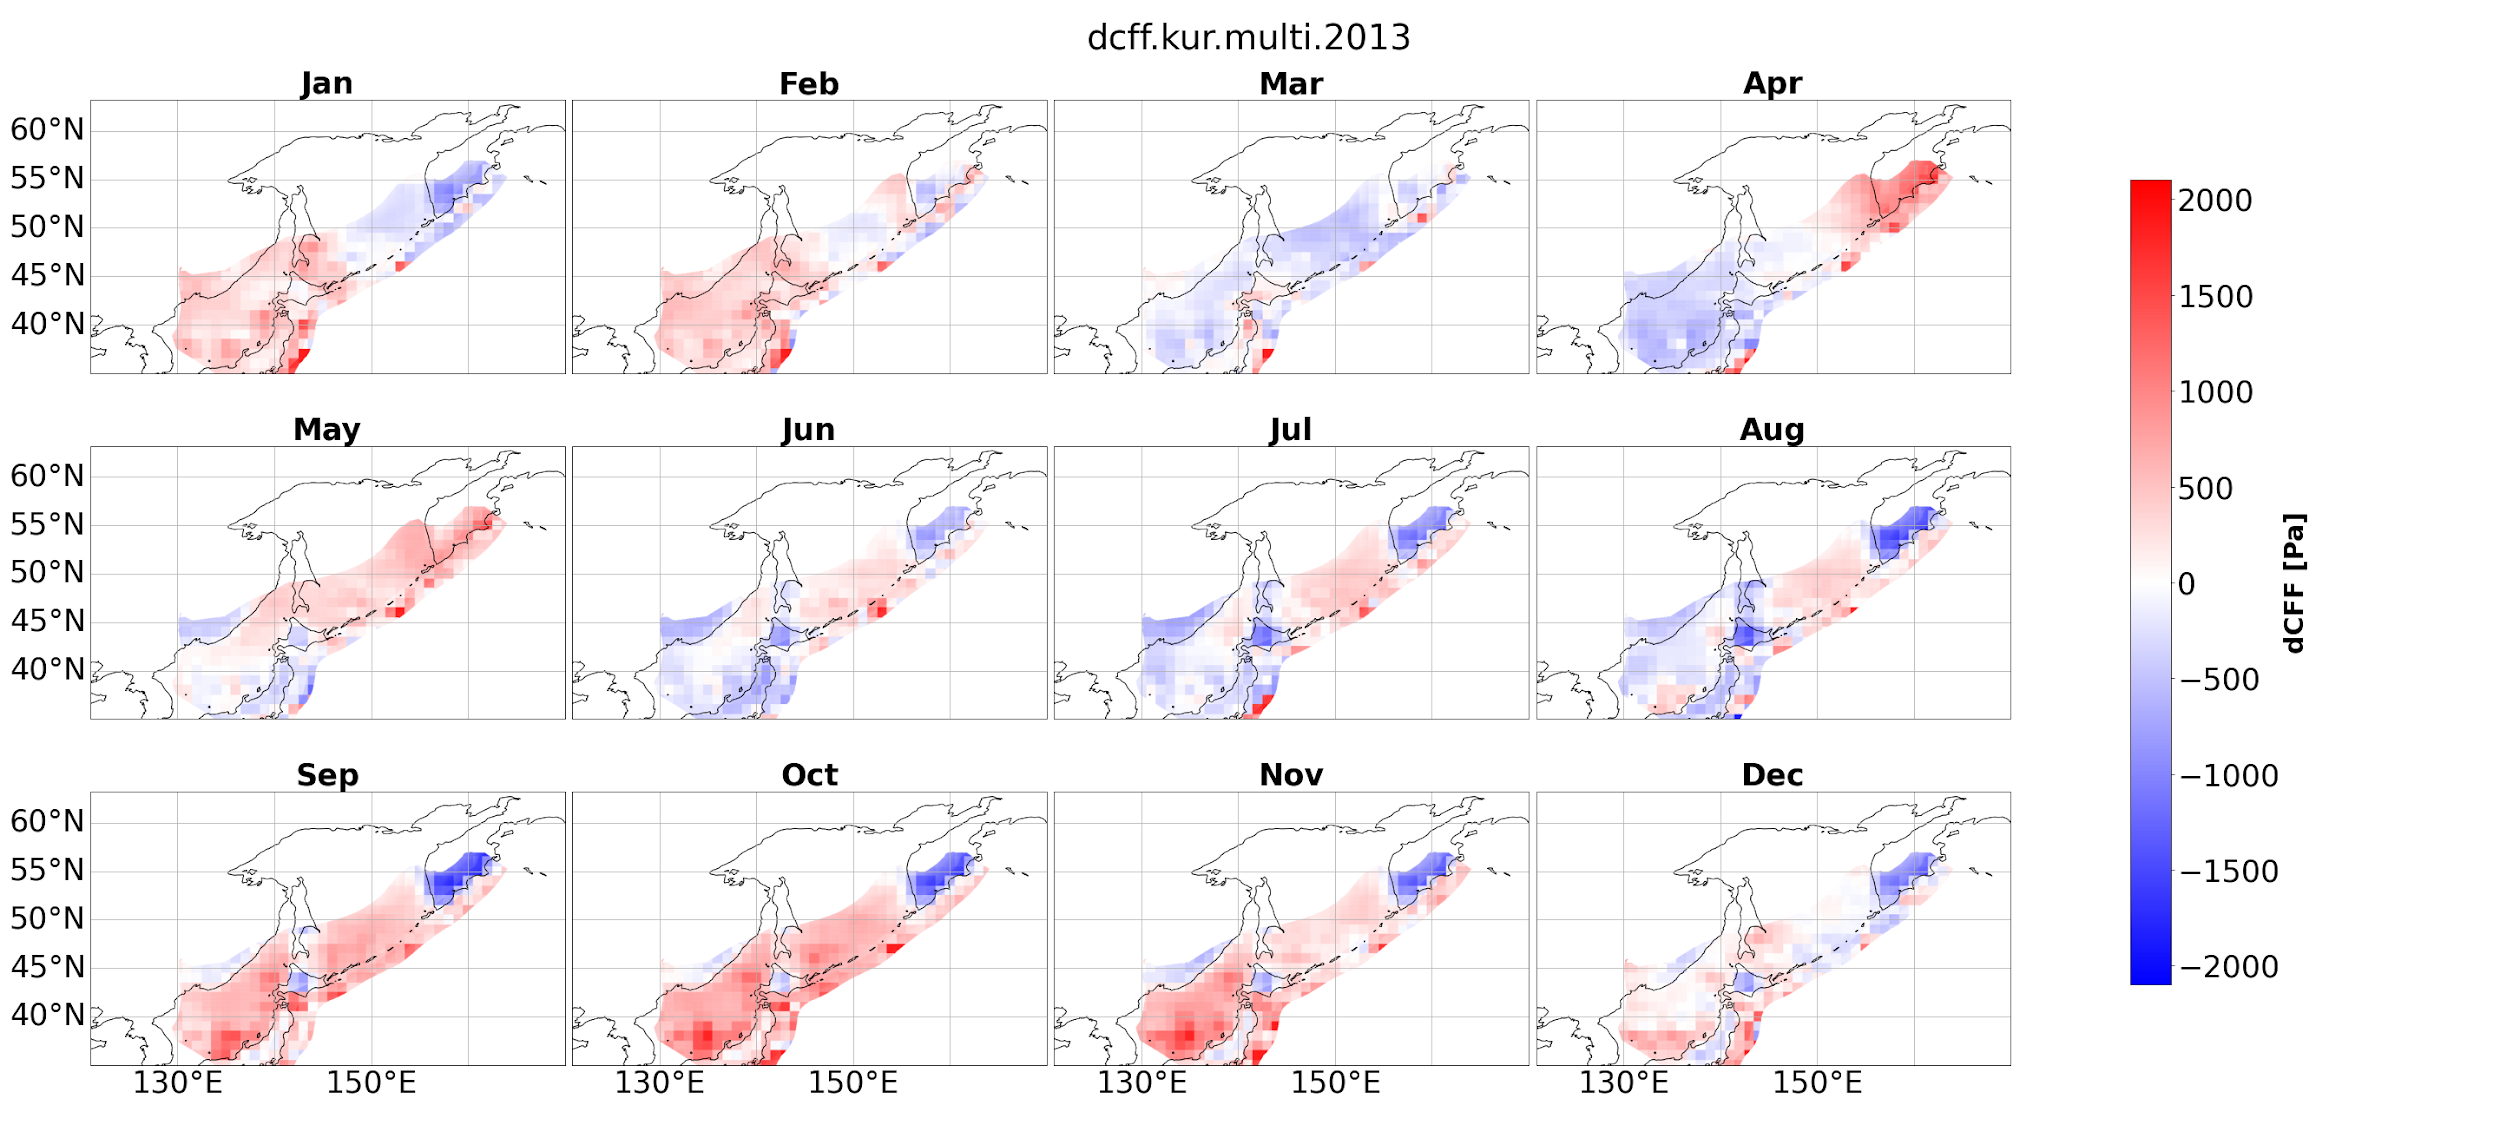 dcff.kur.multi.2013
Jan Feb Mar Apr
60°N
55°N
50°N
45°N
40°N
May Jun Jul Aug
60°N
55°N
50°N
45°N
40°N
Sep Oct Nov Dec
60°N
55°N
50°N
45°N
40°N
130°E 150°E 130°E 150°E 130°E 150°E 130°E 150°E
2000
1500
1000
500
0
−500
−1000
−1500
−2000
dCFF [Pa]